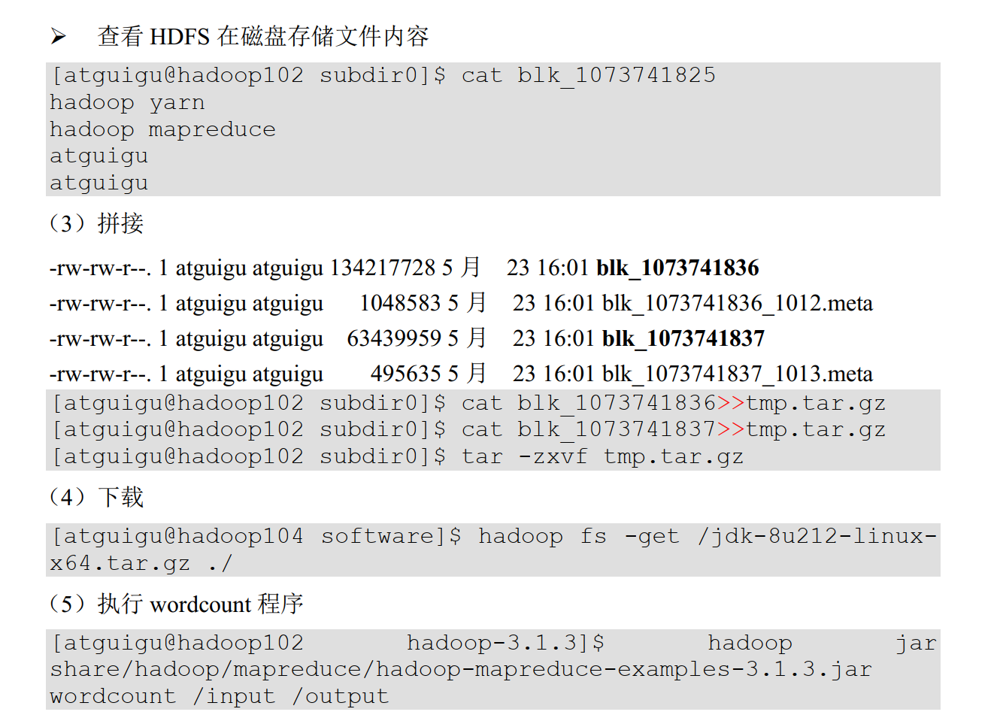 ➢ 查看 HDFS 在磁盘存储文件内容
[atguigu@hadoop102 subdir0]$ cat blk_1073741825
hadoop yarn
hadoop mapreduce
atguigu
atguigu
（3）拼接
-rw-rw-r--. 1 atguigu atguigu 134217728 5 月 23 16:01 blk_1073741836
-rw-rw-r--. 1 atguigu atguigu 1048583 5 月 23 16:01 blk_1073741836_1012.meta
-rw-rw-r--. 1 atguigu atguigu 63439959 5 月 23 16:01 blk_1073741837
-rw-rw-r--. 1 atguigu atguigu 495635 5 月 23 16:01 blk_1073741837_1013.meta
[atguigu@hadoop102 subdir0]$ cat blk_1073741836>>tmp.tar.gz
[atguigu@hadoop102 subdir0]$ cat blk_1073741837>>tmp.tar.gz
[atguigu@hadoop102 subdir0]$ tar -zxvf tmp.tar.gz
（4）下载
[atguigu@hadoop104 software]$ hadoop fs -get /jdk-8u212-linux-
x64.tar.gz ./
（5）执行 wordcount 程序
[atguigu@hadoop102 hadoop-3.1.3]$ hadoop jar
share/hadoop/mapreduce/hadoop-mapreduce-examples-3.1.3.jar
wordcount /input /output